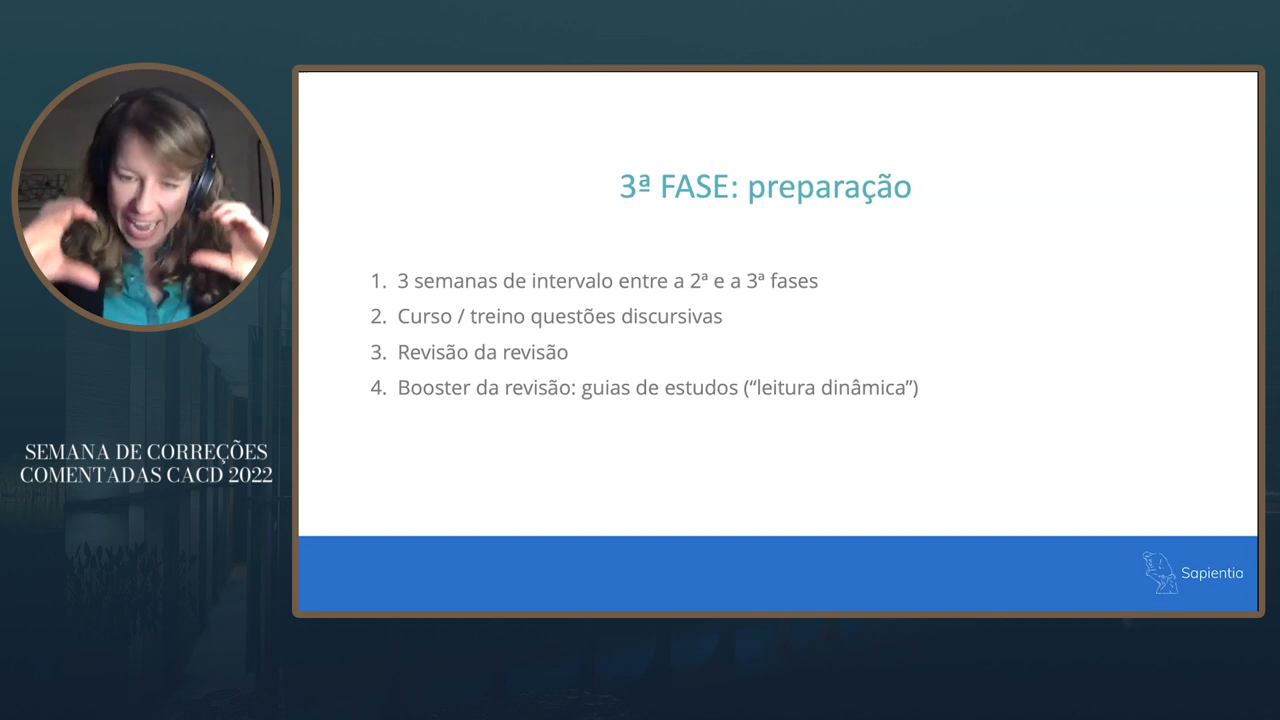 3ª FASE: preparação
1. 3 semanas de intervalo entre a 2ª e a 3ª fases
2. Curso / treino questões discursivas
3. Revisão da revisão
4. Booster da revisão: guias de estudos (“leitura dinâmica”)
SEMANA DE CORREÇÕES
COMENTADAS CACD 2022
Sapientia